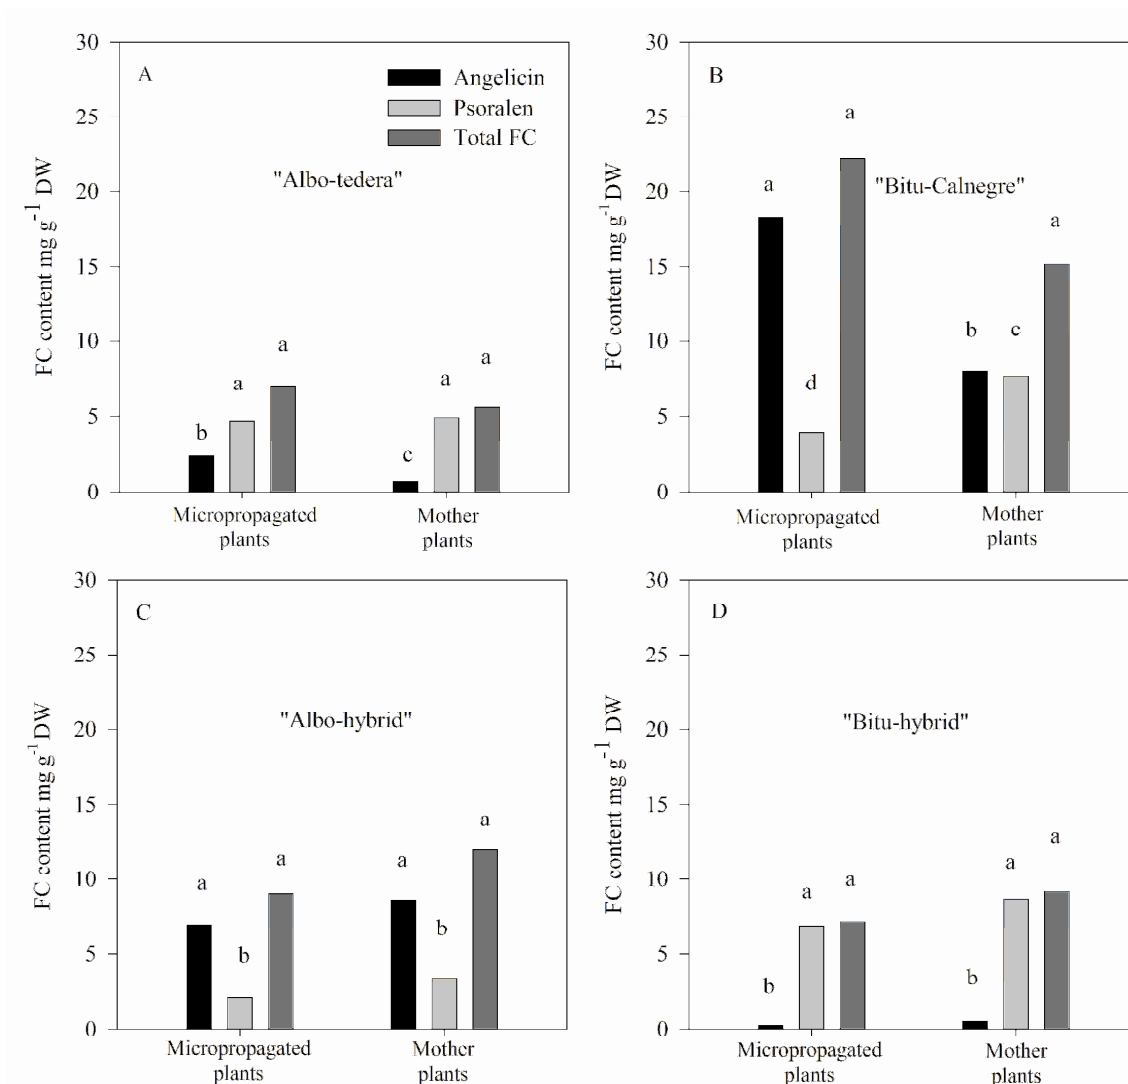 30
25
20
15
10
5
0
FC content mg g-1 DW
A
Angelicin
Psoralen
Total FC
"Albo-tedera"
b
a
a
c
a
a
Micropropagated
plants
Mother
plants
30
25
20
15
10
5
0
FC content mg g-1 DW
B
"Bitu-Calnegre"
a
d
a
b
c
a
Micropropagated
plants
Mother
plants
30
25
20
15
10
5
0
FC content mg g-1 DW
C
"Albo-hybrid"
a
b
a
a
b
a
Micropropagated
plants
Mother
plants
30
25
20
15
10
5
0
FC content mg g-1 DW
D
"Bitu-hybrid"
b
a
a
b
a
a
Micropropagated
plants
Mother
plants